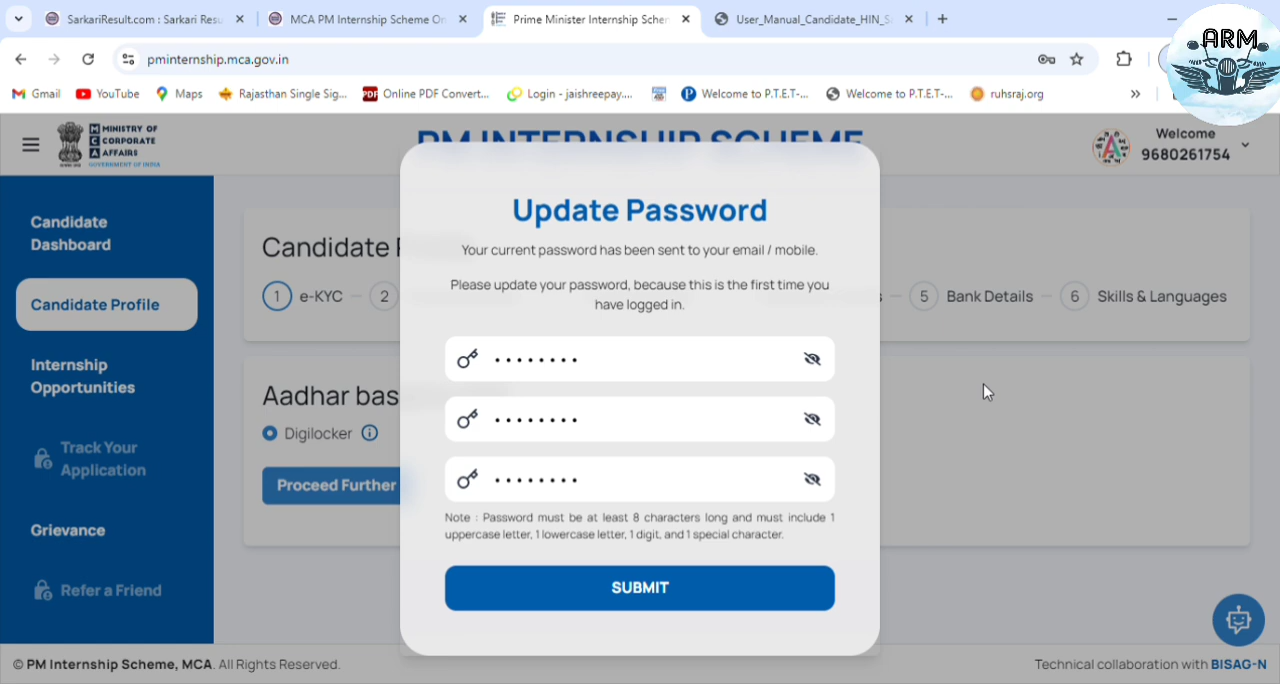 SarkariResult.com : Sarkari Resu
MCA PM Internship Scheme On
Prime Minister Internship Schem
User_Manual_Candidate_HIN_S
ARM
pminternship.mca.gov.in
Gmail
YouTube
Maps
Rajasthan Single Sig...
Online PDF Convert...
Login - jaishreepay....
Welcome to P.T.E.T-...
Welcome to P.T.E.T-...
ruhsraj.org
MINISTRY OF
CORPORATE
AFFAIRS
GOVERNMENT OF INDIA
PM INTERNSHIP SCHEME
Welcome
9680261754
Candidate
Dashboard
Candidate Profile
Internship
Opportunities
Track Your
Application
Grievance
Refer a Friend
Candidate
1 e-KYC
2
5 Bank Details
6 Skills & Languages
Aadhar bas
Digilocker
Proceed Further
Update Password
Your current password has been sent to your email / mobile.
Please update your password, because this is the first time you
have logged in.
Note : Password must be at least 8 characters long and must include 1
uppercase letter, 1 lowercase letter, 1 digit, and 1 special character.
SUBMIT
© PM Internship Scheme, MCA. All Rights Reserved.
Technical collaboration with BISAG-N